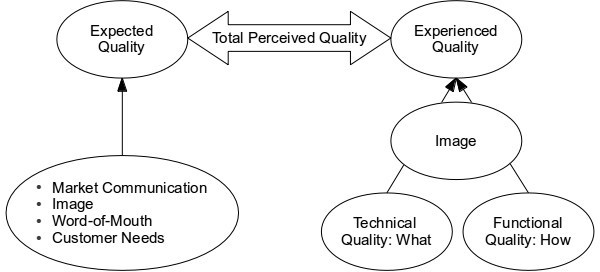 Expected
Quality
Total Perceived Quality
Experienced
Quality
Image
• Market Communication
• Image
• Word-of-Mouth
• Customer Needs
Technical
Quality: What
Functional
Quality: How